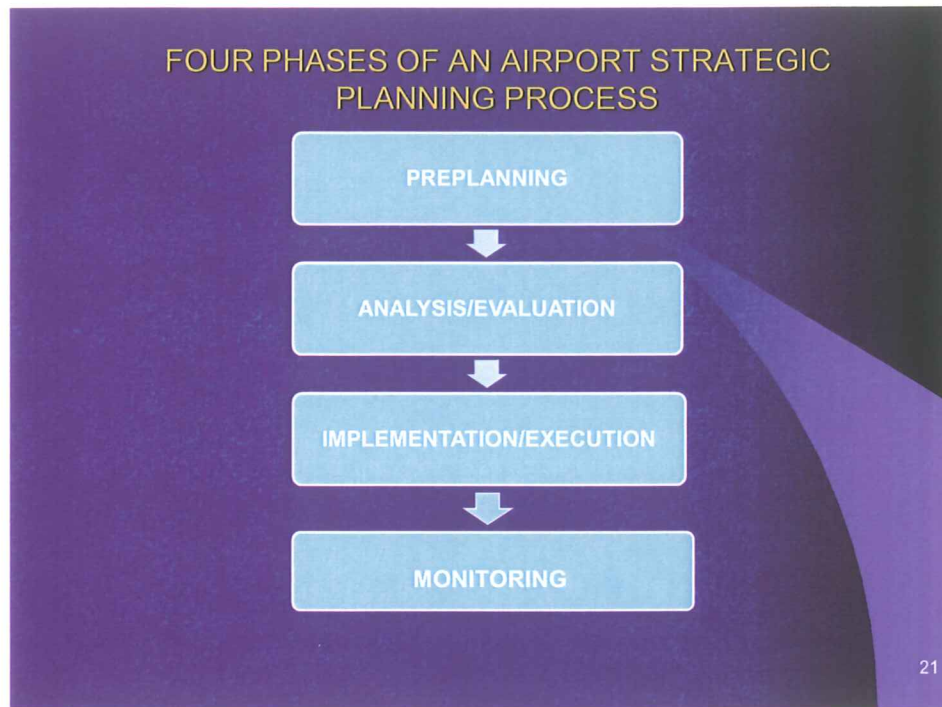 FOUR PHASES OF AN AIRPORT STRATEGIC
PLANNING PROCESS
PREPLANNING
ANALYSIS/EVALUATION
IMPLEMENTATION/EXECUTION
MONITORING
21